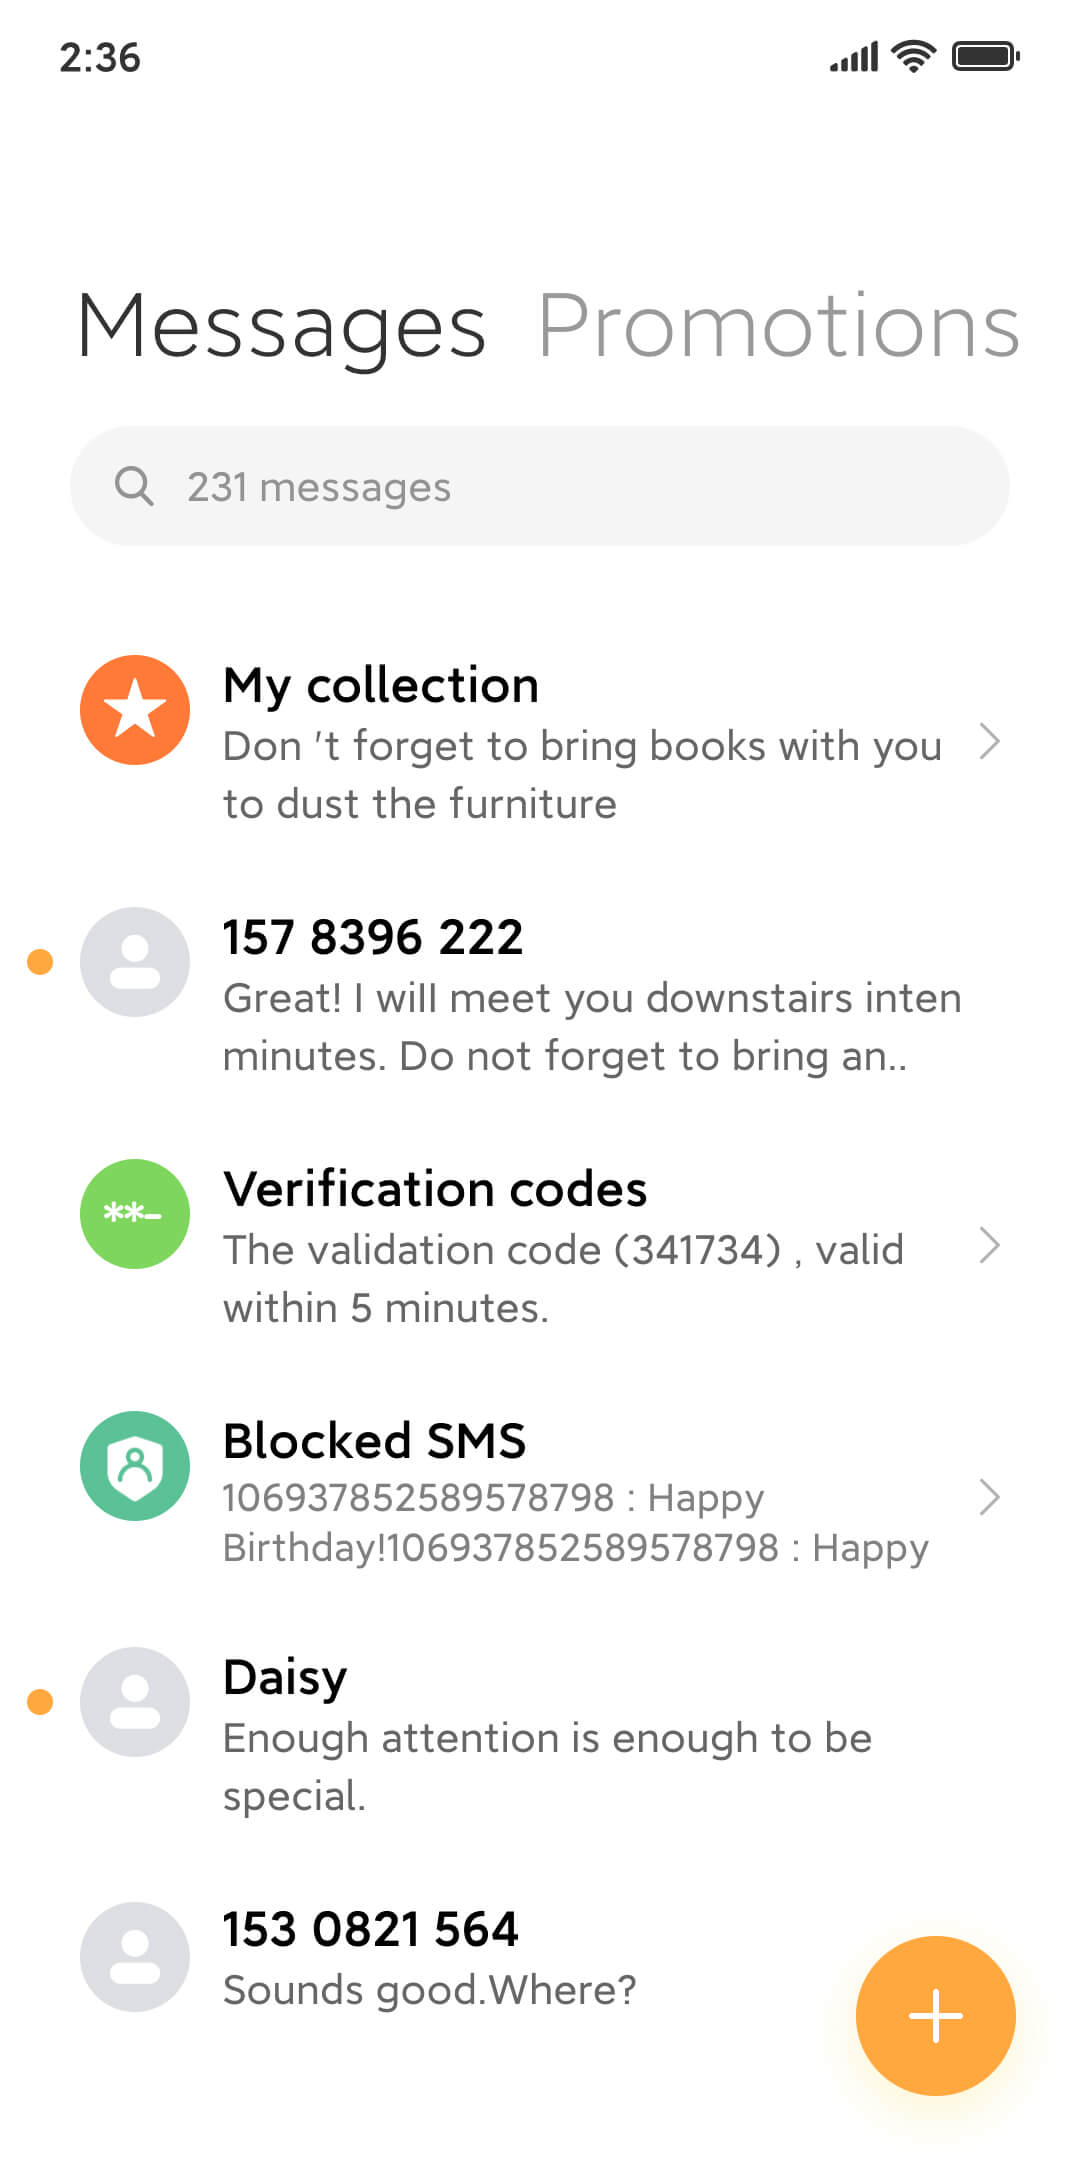 2:36
Messages Promotions
231 messages
My collection
Don 't forget to bring books with you
to dust the furniture
157 8396 222
Great! I will meet you downstairs inten
minutes. Do not forget to bring an..
**-
Verification codes
The validation code (341734) , valid
within 5 minutes.
Blocked SMS
106937852589578798 : Happy
Birthday!106937852589578798 : Happy
Daisy
Enough attention is enough to be
special.
153 0821 564
Sounds good.Where?